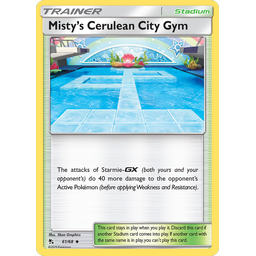 TRAINER Stadium
Misty's Cerulean City Gym
The attacks of Starmie-GX (both yours and your
opponent's) do 40 more damage to the opponent's
Active Pokémon (before applying Weakness and Resistance).
This card stays in play when you play it. Discard this card if
another Stadium card comes into play. If another card with the
same name is in play, you can't play this card.
61/68